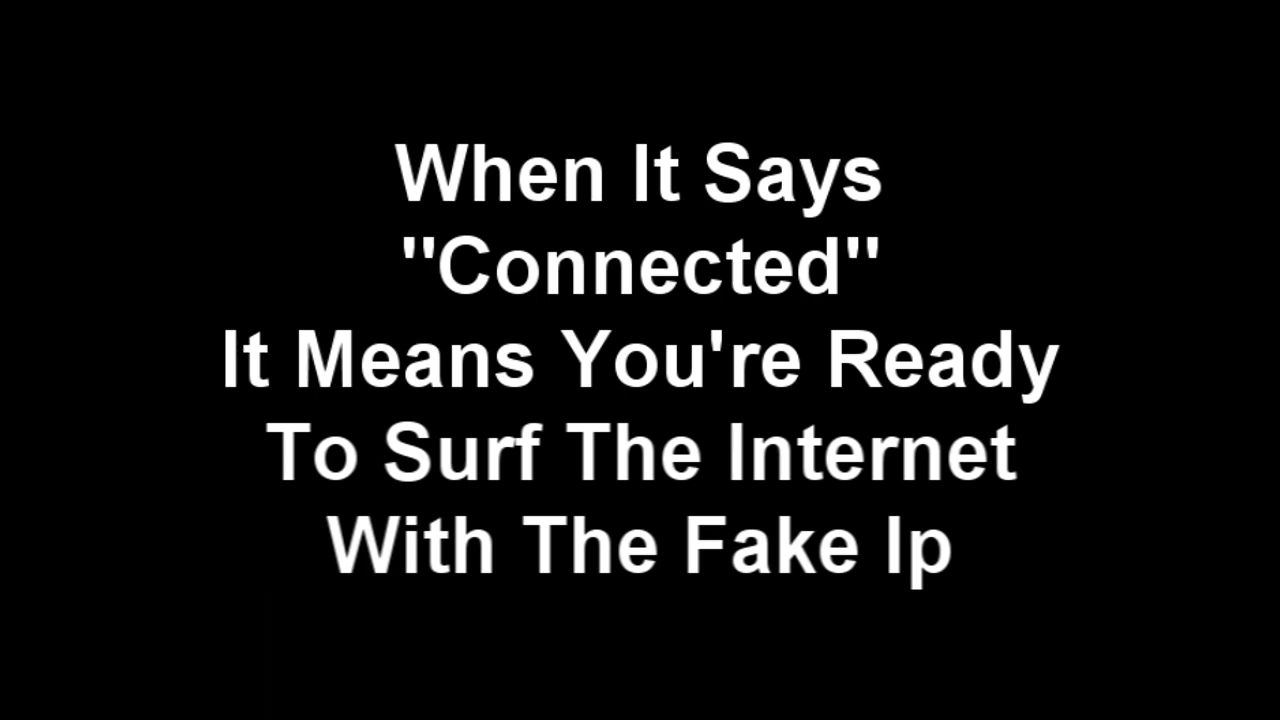 When It Says
"Connected"
It Means You're Ready
To Surf The Internet
With The Fake Ip